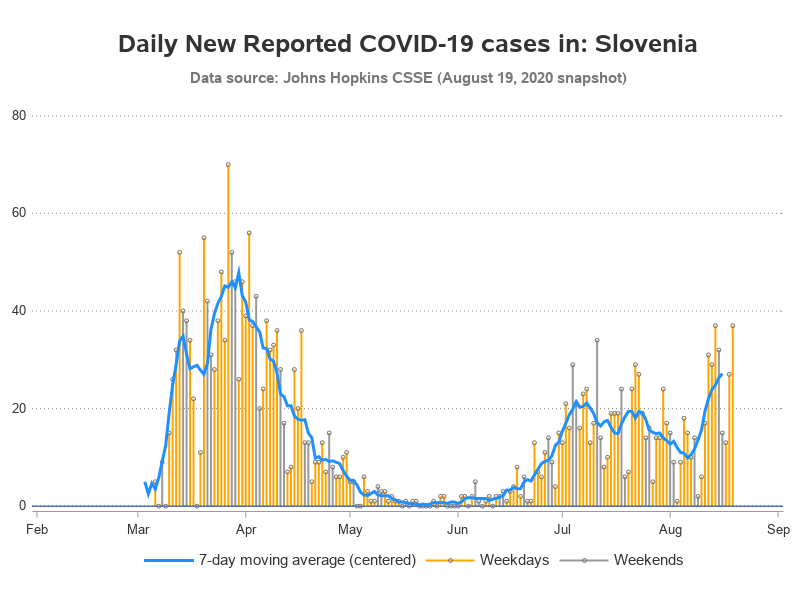 Daily New Reported COVID-19 cases in: Slovenia
Data source: Johns Hopkins CSSE (August 19, 2020 snapshot)
80
60
40
20
0
Feb Mar Apr May Jun Jul Aug Sep
7-day moving average (centered) Weekdays Weekends